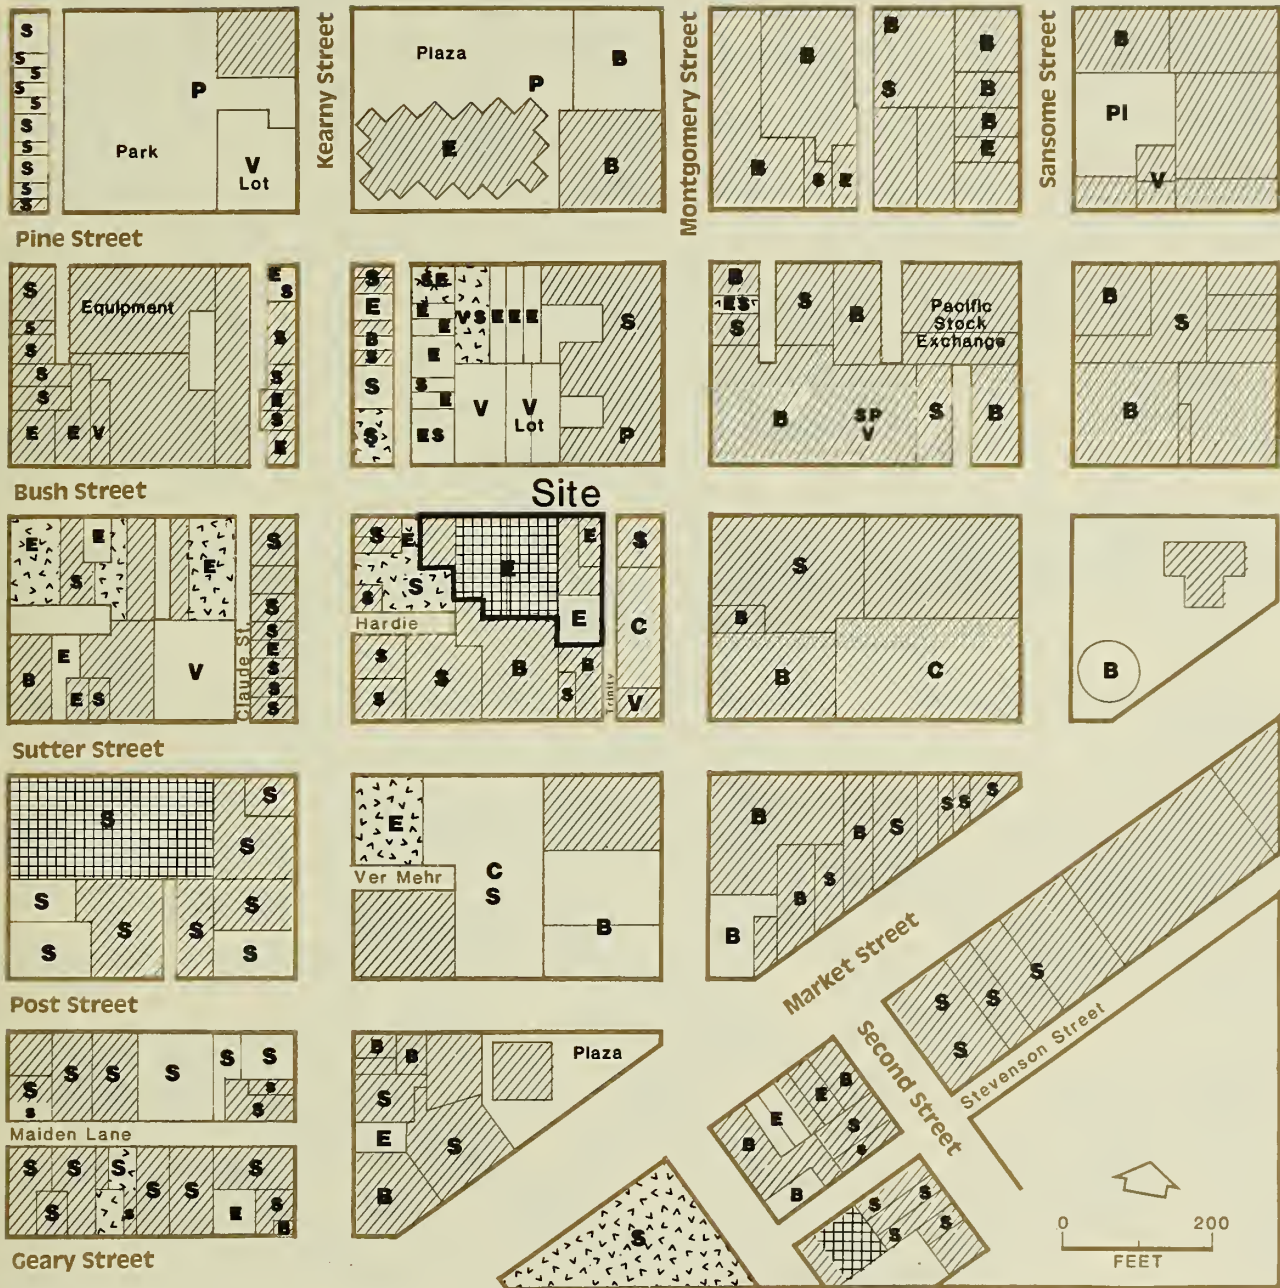 S
S
S
S
S
S
S
S
S
S
P
Park
V
Lot
Kearny Street
Plaza
P
B
E
B
Montgomery Street
B
B
S
E
B
S
B
B
B
E
Sansome Street
B
PI
V
Pine Street
S
Equipment
S
S
S
S
E
E
V
E
S
S
S
E
S
E
S
E
B
S
S
S
SE
E
E
E
S
E
ES
VS
E
E
E
V
V
Lot
S
P
B
ES
S
S
B
Pacific
Stock
Exchange
B
SP
V
S
B
B
S
B
Bush Street
Site
E
E
S
E
B
E
E
S
V
Claude St.
S
S
S
E
S
S
S
S
E
S
S
Hardie
E
E
E
S
S
S
B
S
B
Trinity
S
C
V
S
B
B
C
B
Sutter Street
S
S
S
S
S
S
S
S
S
E
Ver Mehr
C
S
B
B
B
S
B
S
B
S
S
S
B
Market Street
Post Street
S
S
S
S
S
S
S
S
S
S
Maiden Lane
S
S
S
S
S
S
S
S
E
S
B
Geary Street
B
B
S
E
S
B
Plaza
Second Street
S
S
S
S
Stevenson Street
B
E
E
B
S
S
B
S
S
S
S
S
0
200
FEET